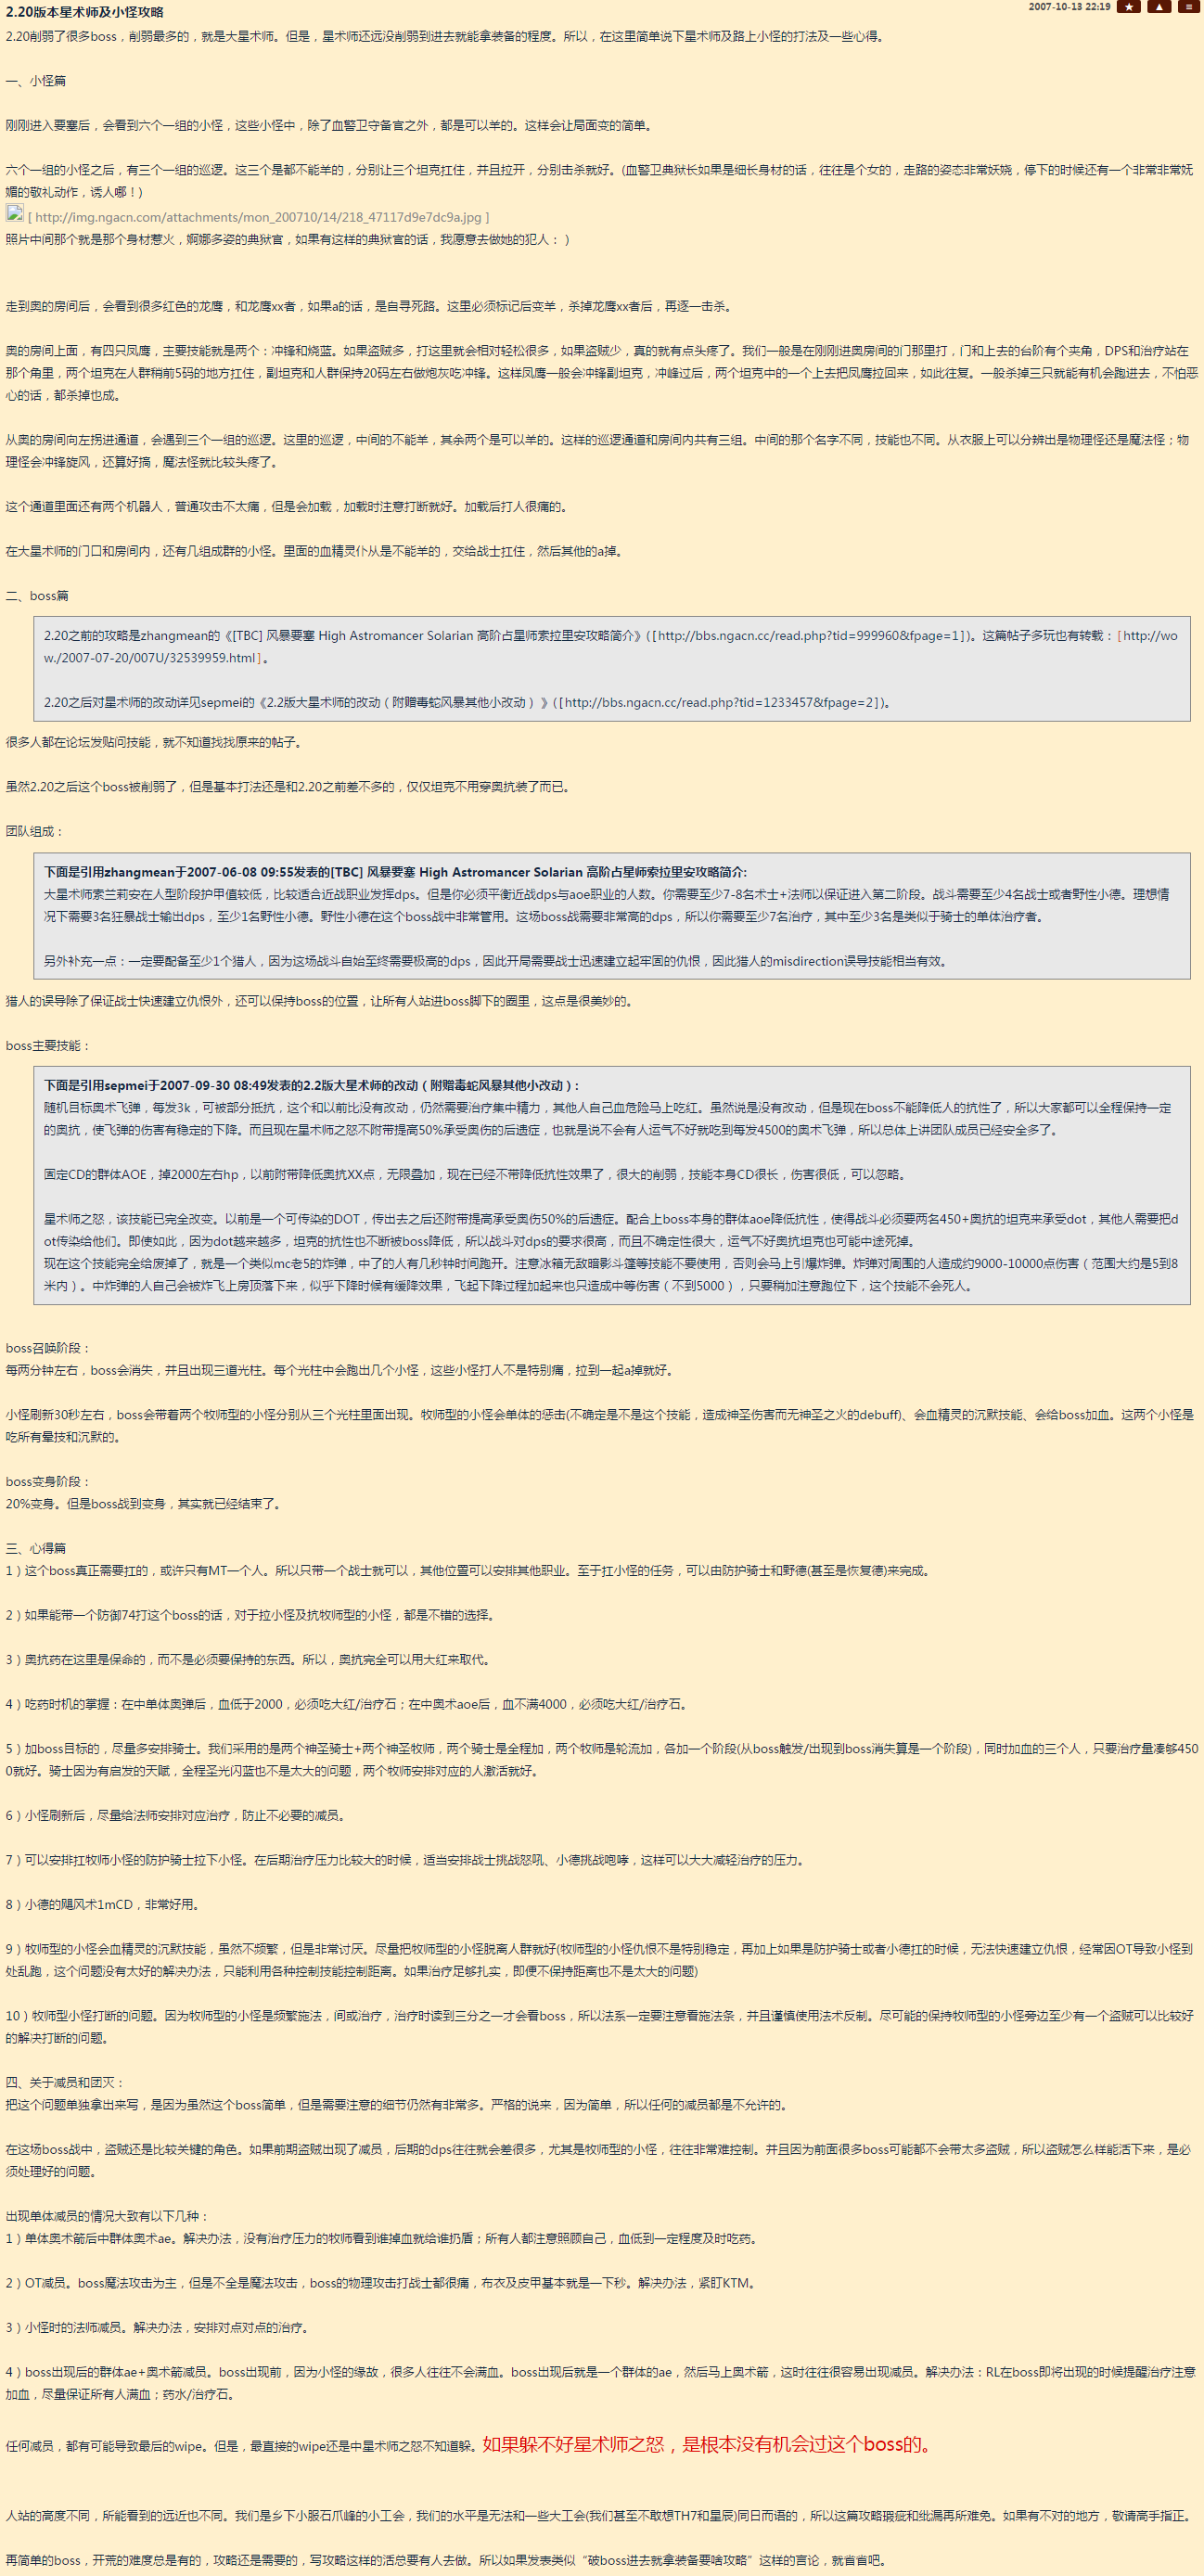 2.20版本星术师及小怪攻略
2007-10-13 22:19
2.20削弱了很多boss，削弱最多的，就是大星术师。但是，星术师还远没削弱到进去就能拿装备的程度。所以，在这里简单说下星术师及路上小怪的打法及一些心得。
一、小怪篇
刚刚进入要塞后，会看到六个一组的小怪，这些小怪中，除了血警卫守备官之外，都是可以羊的。这样会让局面变的简单。
六个一组的小怪之后，有三个一组的巡逻。这三个是都不能羊的，分别让三个坦克扛住，并且拉开，分别击杀就好。(血警卫典狱长如果是细长身材的话，往往是个女的，走路的姿态非常妖娆，停下的时候还有一个非常非常妩
媚的敬礼动作，诱人哪！)
[ http://img.ngacn.com/attachments/mon_200710/14/218_47117d9e7dc9a.jpg ]
照片中间那个就是那个身材惹火，婀娜多姿的典狱官，如果有这样的典狱官的话，我愿意去做她的犯人：）
走到奥的房间后，会看到很多红色的龙鹰，和龙鹰xx者，如果a的话，是自寻死路。这里必须标记后变羊，杀掉龙鹰xx者后，再逐一击杀。
奥的房间上面，有四只凤鹰，主要技能就是两个：冲锋和烧蓝。如果盗贼多，打这里就会相对轻松很多，如果盗贼少，真的就有点头疼了。我们一般是在刚刚进奥房间的门那里打，门和上去的台阶有个夹角，DPS和治疗站在
那个角里，两个坦克在人群稍前5码的地方扛住，副坦克和人群保持20码左右做炮灰吃冲锋。这样凤鹰一般会冲锋副坦克，冲峰过后，两个坦克中的一个上去把凤鹰拉回来，如此往复。一般杀掉三只就能有机会跑进去，不怕恶
心的话，都杀掉也成。
从奥的房间向左拐进通道，会遇到三个一组的巡逻。这里的巡逻，中间的不能羊，其余两个是可以羊的。这样的巡逻通道和房间内共有三组。中间的那个名字不同，技能也不同。从衣服上可以分辨出是物理怪还是魔法怪；物
理怪会冲锋旋风，还算好搞，魔法怪就比较头疼了。
这个通道里面还有两个机器人，普通攻击不太痛，但是会加载，加载时注意打断就好。加载后打人很痛的。
在大星术师的门口和房间内，还有几组成群的小怪。里面的血精灵仆从是不能羊的，交给战士扛住，然后其他的a掉。
二、boss篇
2.20之前的攻略是zhangmean的《[TBC] 风暴要塞 High Astromancer Solarian 高阶占星师索拉里安攻略简介》([http://bbs.ngacn.cc/read.php?tid=999960&fpage=1])。这篇帖子多玩也有转载：[http://wo
w./2007-07-20/007U/32539959.html]。
2.20之后对星术师的改动详见sepmei的《2.2版大星术师的改动（附赠毒蛇风暴其他小改动）》([http://bbs.ngacn.cc/read.php?tid=1233457&fpage=2])。
很多人都在论坛发贴问技能，就不知道找找原来的帖子。
虽然2.20之后这个boss被削弱了，但是基本打法还是和2.20之前差不多的，仅仅坦克不用穿奥抗装了而已。
团队组成：
下面是引用zhangmean于2007-06-08 09:55发表的[TBC] 风暴要塞 High Astromancer Solarian 高阶占星师索拉里安攻略简介:
大星术师索兰莉安在人型阶段护甲值较低，比较适合近战职业发挥dps。但是你必须平衡近战dps与aoe职业的人数。你需要至少7-8名术士+法师以保证进入第二阶段。战斗需要至少4名战士或者野性小德。理想情
况下需要3名狂暴战士输出dps，至少1名野性小德。野性小德在这个boss战中非常管用。这场boss战需要非常高的dps，所以你需要至少7名治疗，其中至少3名是类似于骑士的单体治疗者。
另外补充一点：一定要配备至少1个猎人，因为这场战斗自始至终需要极高的dps，因此开局需要战士迅速建立起牢固的仇恨，因此猎人的misdirection误导技能相当有效。
猎人的误导除了保证战士快速建立仇恨外，还可以保持boss的位置，让所有人站进boss脚下的圈里，这点是很美妙的。
boss主要技能：
下面是引用sepmei于2007-09-30 08:49发表的2.2版大星术师的改动（附赠毒蛇风暴其他小改动）:
随机目标奥术飞弹，每发3k，可被部分抵抗，这个和以前比没有改动，仍然需要治疗集中精力，其他人自己血危险马上吃红。虽然说是没有改动，但是现在boss不能降低人的抗性了，所以大家都可以全程保持一定
的奥抗，使飞弹的伤害有稳定的下降。而且现在星术师之怒不附带提高50%承受奥伤的后遗症，也就是说不会有人运气不好就吃到每发4500的奥术飞弹，所以总体上讲团队成员已经安全多了。
固定CD的群体AOE，掉2000左右hp，以前附带降低奥抗XX点，无限叠加，现在已经不带降低抗性效果了，很大的削弱，技能本身CD很长，伤害很低，可以忽略。
星术师之怒，该技能已完全改变。以前是一个可传染的DOT，传出去之后还附带提高承受奥伤50%的后遗症。配合上boss本身的群体aoe降低抗性，使得战斗必须要两名450+奥抗的坦克来承受dot，其他人需要把d
ot传染给他们。即使如此，因为dot越来越多，坦克的抗性也不断被boss降低，所以战斗对dps的要求很高，而且不确定性很大，运气不好奥抗坦克也可能中途死掉。
现在这个技能完全给废掉了，就是一个类似mc老5的炸弹，中了的人有几秒钟时间跑开。注意冰箱无敌暗影斗篷等技能不要使用，否则会马上引爆炸弹。炸弹对周围的人造成约9000-10000点伤害（范围大约是5到8
米内）。中炸弹的人自己会被炸飞上房顶落下来，似乎下降时候有缓降效果，飞起下降过程加起来也只造成中等伤害（不到5000），只要稍加注意跑位下，这个技能不会死人。
boss召唤阶段：
每两分钟左右，boss会消失，并且出现三道光柱。每个光柱中会跑出几个小怪，这些小怪打人不是特别痛，拉到一起a掉就好。
小怪刷新30秒左右，boss会带着两个牧师型的小怪分别从三个光柱里面出现。牧师型的小怪会单体的惩击(不确定是不是这个技能，造成神圣伤害而无神圣之火的debuff)、会血精灵的沉默技能、会给boss加血。这两个小怪是
吃所有晕技和沉默的。
boss变身阶段：
20%变身。但是boss战到变身，其实就已经结束了。
三、心得篇
1）这个boss真正需要扛的，或许只有MT一个人。所以只带一个战士就可以，其他位置可以安排其他职业。至于扛小怪的任务，可以由防护骑士和野德(甚至是恢复德)来完成。
2）如果能带一个防御74打这个boss的话，对于拉小怪及抗牧师型的小怪，都是不错的选择。
3）奥抗药在这里是保命的，而不是必须要保持的东西。所以，奥抗完全可以用大红来取代。
4）吃药时机的掌握：在中单体奥弹后，血低于2000，必须吃大红/治疗石；在中奥术aoe后，血不满4000，必须吃大红/治疗石。
5）加boss目标的，尽量多安排骑士。我们采用的是两个神圣骑士+两个神圣牧师，两个骑士是全程加，两个牧师是轮流加，各加一个阶段(从boss触发/出现到boss消失算是一个阶段)，同时加血的三个人，只要治疗量凑够450
0就好。骑士因为有启发的天赋，全程圣光闪蓝也不是太大的问题，两个牧师安排对应的人激活就好。
6）小怪刷新后，尽量给法师安排对应治疗，防止不必要的减员。
7）可以安排扛牧师小怪的防护骑士拉下小怪。在后期治疗压力比较大的时候，适当安排战士挑战怒吼、小德挑战咆哮，这样可以大大减轻治疗的压力。
8）小德的飓风术1mCD，非常好用。
9）牧师型的小怪会血精灵的沉默技能，虽然不频繁，但是非常讨厌。尽量把牧师型的小怪脱离人群就好(牧师型的小怪仇恨不是特别稳定，再加上如果是防护骑士或者小德扛的时候，无法快速建立仇恨，经常因OT导致小怪到
处乱跑，这个问题没有太好的解决办法，只能利用各种控制技能控制距离。如果治疗足够扎实，即便不保持距离也不是太大的问题)
10）牧师型小怪打断的问题。因为牧师型的小怪是频繁施法，间或治疗，治疗时读到三分之一才会看boss，所以法系一定要注意看施法条，并且谨慎使用法术反制。尽可能的保持牧师型的小怪旁边至少有一个盗贼可以比较好
的解决打断的问题。
四、关于减员和团灭：
把这个问题单独拿出来写，是因为虽然这个boss简单，但是需要注意的细节仍然有非常多。严格的说来，因为简单，所以任何的减员都是不允许的。
在这场boss战中，盗贼还是比较关键的角色。如果前期盗贼出现了减员，后期的dps往往就会差很多，尤其是牧师型的小怪，往往非常难控制。并且因为前面很多boss可能都不会带太多盗贼，所以盗贼怎么样能活下来，是必
须处理好的问题。
出现单体减员的情况大致有以下几种：
1）单体奥术箭后中群体奥术ae。解决办法，没有治疗压力的牧师看到谁掉血就给谁扔盾；所有人都注意照顾自己，血低到一定程度及时吃药。
2）OT减员。boss魔法攻击为主，但是不全是魔法攻击，boss的物理攻击打战士都很痛，布衣及皮甲基本就是一下秒。解决办法，紧盯KTM。
3）小怪时的法师减员。解决办法，安排对点对点的治疗。
4）boss出现后的群体ae+奥术箭减员。boss出现前，因为小怪的缘故，很多人往往不会满血。boss出现后就是一个群体的ae，然后马上奥术箭，这时往往很容易出现减员。解决办法：RL在boss即将出现的时候提醒治疗注意
加血，尽量保证所有人满血；药水/治疗石。
任何减员，都有可能导致最后的wipe。但是，最直接的wipe还是中星术师之怒不知道躲。如果躲不好星术师之怒，是根本没有机会过这个boss的。
人站的高度不同，所能看到的远近也不同。我们是乡下小服石爪峰的小工会，我们的水平是无法和一些大工会(我们甚至不敢想TH7和星辰)同日而语的，所以这篇攻略瑕疵和纰漏再所难免。如果有不对的地方，敬请高手指正。
再简单的boss，开荒的难度总是有的，攻略还是需要的，写攻略这样的活总要有人去做。所以如果发表类似“破boss进去就拿装备要啥攻略”这样的言论，就省省吧。